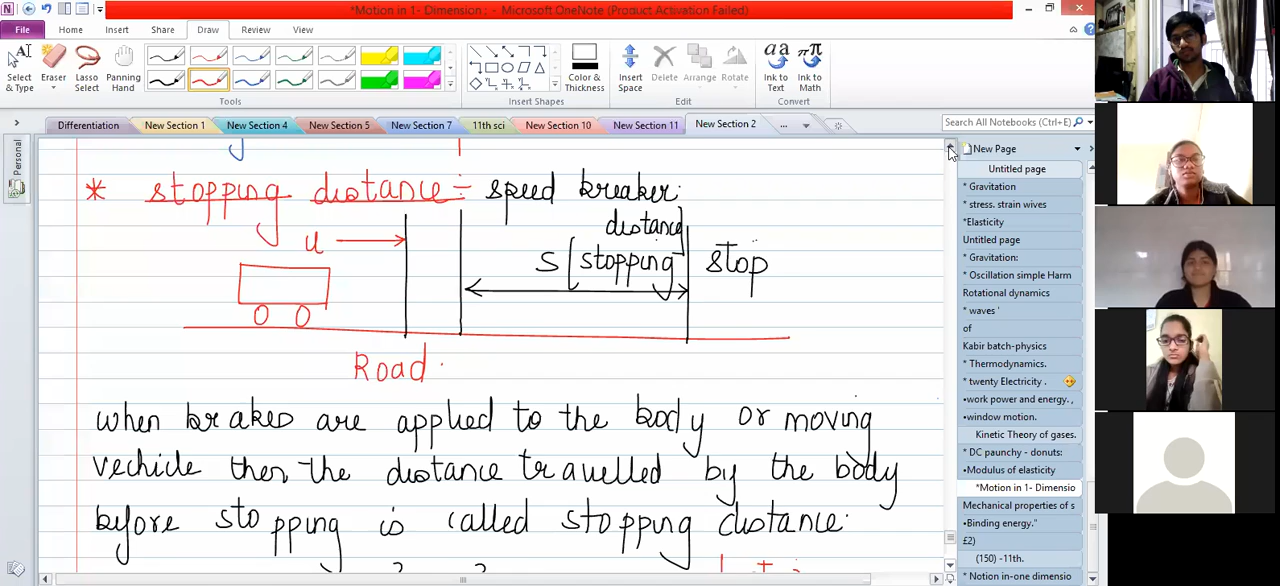 *Motion in 1- Dimension : - Microsoft OneNote (Product Activation Failed)
File Home Insert Share Draw Review View
Select & Type
Eraser
Lasso Select
Panning Hand
Color & Thickness
Insert Space
Delete
Arrange
Rotate
Ink to Text
Ink to Math
Tools
Insert Shapes
Edit
Convert
Differentiation New Section 1 New Section 4 New Section 5 New Section 7 11th sci New Section 10 New Section 11 New Section 2 ...
Search All Notebooks (Ctrl+E)
Personal
* stopping distance:- speed breaker.
distance]
u
S [stopping
stop
Road.
when brakes are applied to the body or moving
vechicle then the distance travelled by the body
before stopping is called stopping distance.
New Page
Untitled page
* Gravitation
* stress. strain wives
*Elasticity
Untitled page
* Gravitation:
* Oscillation simple Harm
Rotational dynamics
* waves '
of
Kabir batch-physics
* Thermodynamics.
* twenty Electricity .
•work power and energy. ,
•window motion.
Kinetic Theory of gases.
* DC paunchy - donuts:
•Modulus of elasticity
*Motion in 1- Dimensio
Mechanical properties of s
•Binding energy."
£2)
(150) -11th.
* Notion in-one dimensio